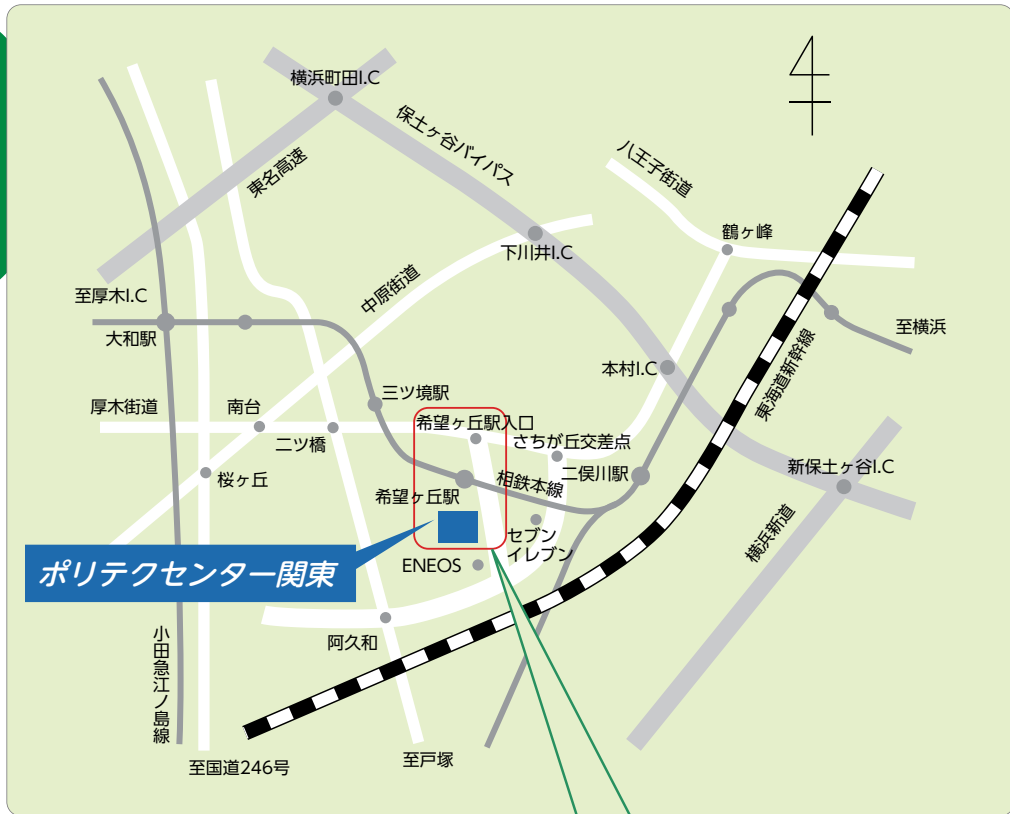 横浜町田I.C
保土ヶ谷バイパス
東名高速
八王子街道
鶴ヶ峰
下川井I.C
中原街道
至厚木I.C
大和駅
至横浜
東海道新幹線
本村I.C
三ツ境駅
厚木街道
南台
希望ヶ丘駅入口
二ツ橋
さちが丘交差点
二俣川駅
新保土ヶ谷I.C
桜ヶ丘
相鉄本線
希望ヶ丘駅
横浜新道
セブン
イレブン
ENEOS
ポリテクセンター関東
阿久和
小田急江ノ島線
至戸塚
至国道246号